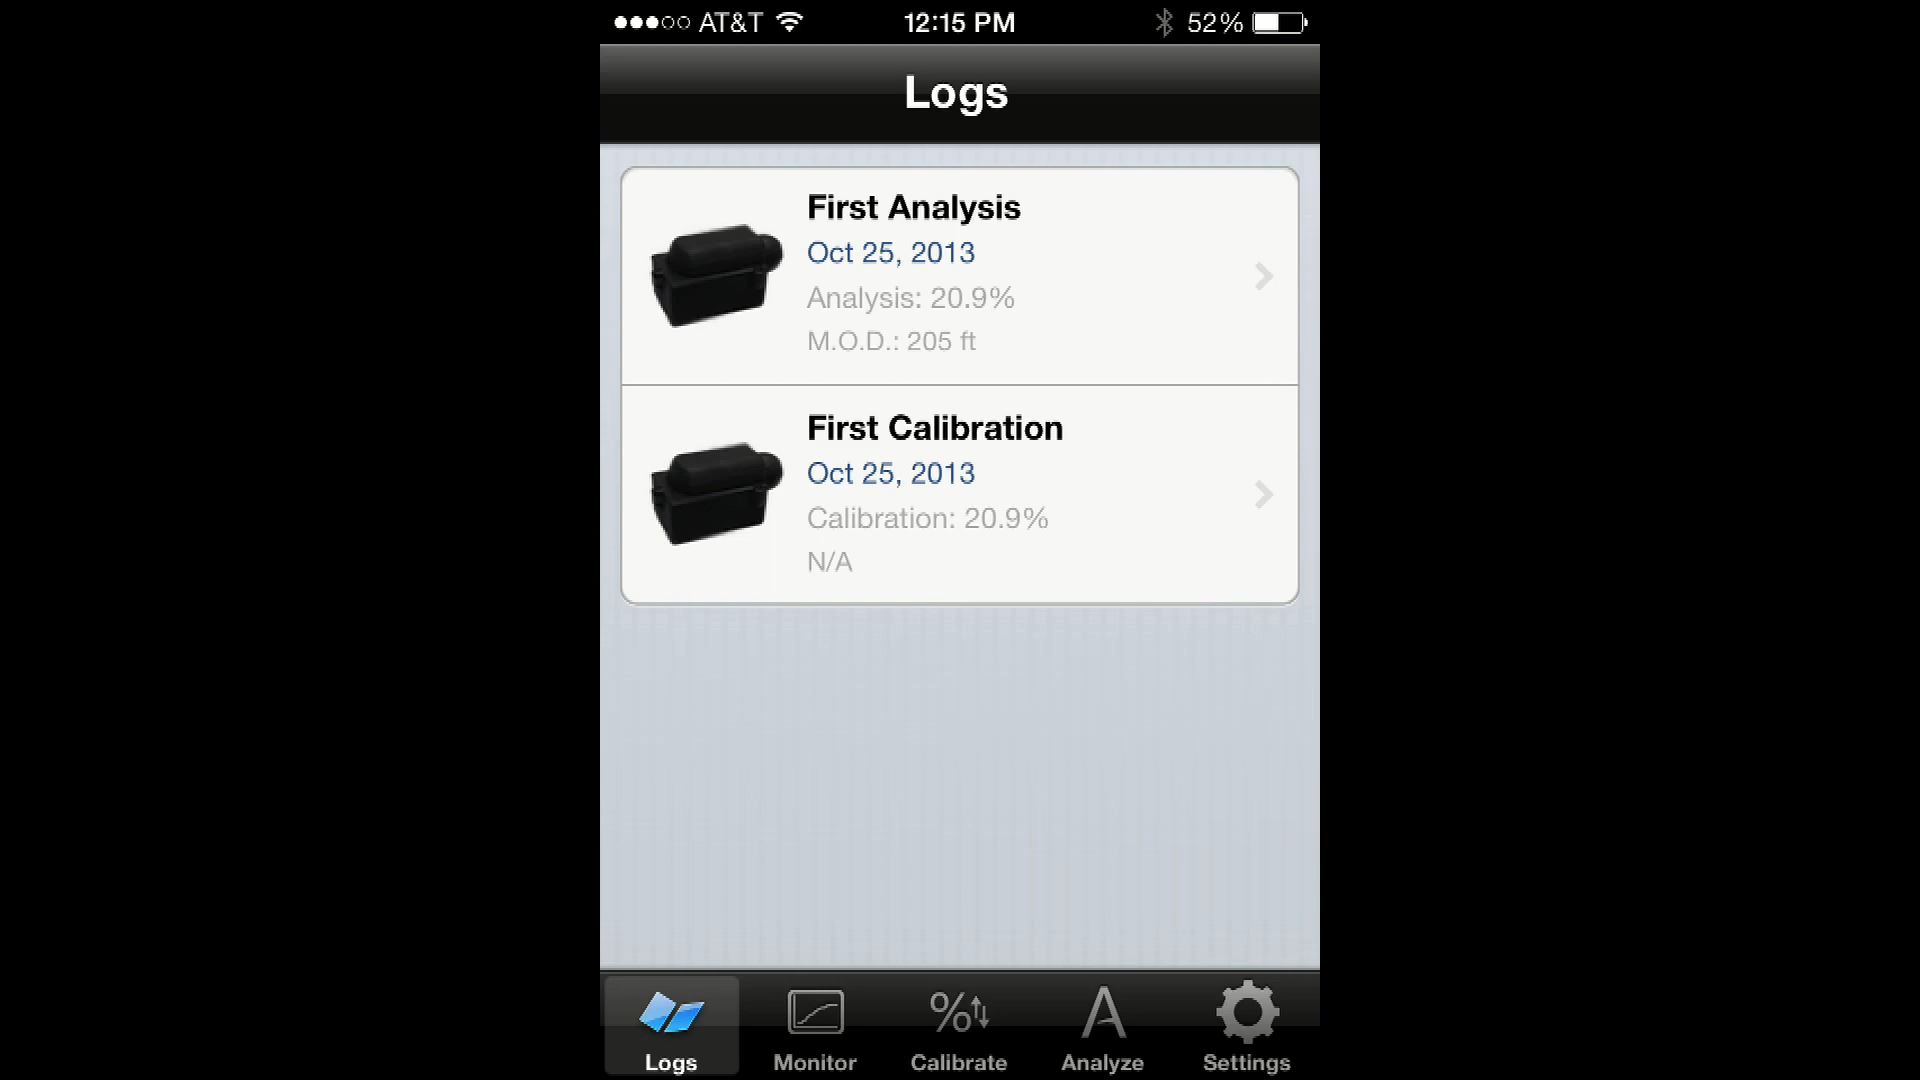 AT&T 12:15 PM 52%
Logs
First Analysis
Oct 25, 2013
Analysis: 20.9%
M.O.D.: 205 ft
First Calibration
Oct 25, 2013
Calibration: 20.9%
N/A
Logs Monitor Calibrate Analyze Settings